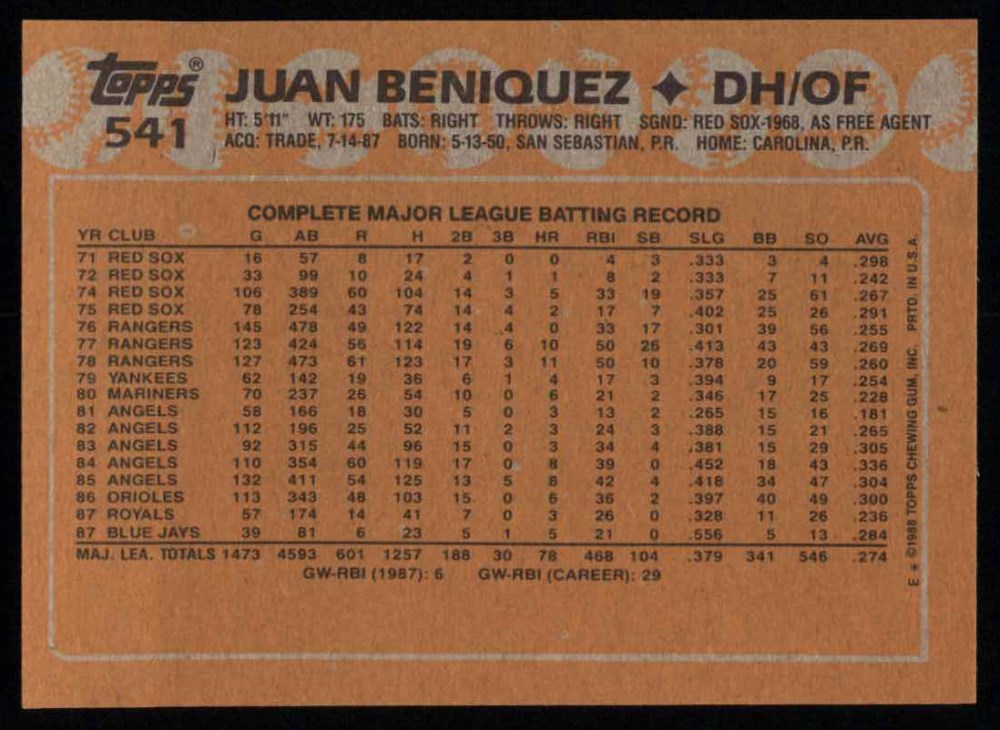 Topps® JUAN BENIQUEZ ✦ DH/OF
541 HT: 5'11" WT: 175 BATS: RIGHT THROWS: RIGHT SGND: RED SOX-1968, AS FREE AGENT
ACQ: TRADE, 7-14-87 BORN: 5-13-50, SAN SEBASTIAN, P.R. HOME: CAROLINA, P.R.
COMPLETE MAJOR LEAGUE BATTING RECORD
YR CLUB G AB R H 2B 3B HR RBI SB SLG BB SO AVG
71 RED SOX 16 57 8 17 2 0 0 4 3 .333 3 4 .298
72 RED SOX 33 99 10 24 4 1 1 8 2 .333 7 11 .242
74 RED SOX 106 389 60 104 14 3 5 33 19 .357 25 61 .267
75 RED SOX 78 254 43 74 14 4 2 17 7 .402 25 26 .291
76 RANGERS 145 478 49 122 14 4 0 33 17 .301 39 56 .255
77 RANGERS 123 424 56 114 19 6 10 50 26 .413 43 43 .269
78 RANGERS 127 473 61 123 17 3 11 50 10 .378 20 59 .260
79 YANKEES 62 142 19 36 6 1 4 17 3 .394 9 17 .254
80 MARINERS 70 237 26 54 10 0 6 21 2 .346 17 25 .228
81 ANGELS 58 166 18 30 5 0 3 13 2 .265 15 16 .181
82 ANGELS 112 196 25 52 11 2 3 24 3 .388 15 21 .265
83 ANGELS 92 315 44 96 15 0 3 34 4 .381 15 29 .305
84 ANGELS 110 354 60 119 17 0 8 39 0 .452 18 43 .336
85 ANGELS 132 411 54 125 13 5 8 42 4 .418 34 47 .304
86 ORIOLES 113 343 48 103 15 0 6 36 2 .397 40 49 .300
87 ROYALS 57 174 14 41 7 0 3 26 0 .328 11 26 .236
87 BLUE JAYS 39 81 6 23 5 1 5 21 0 .556 5 13 .284
MAJ. LEA. TOTALS 1473 4593 601 1257 188 30 78 468 104 .379 341 546 .274
GW-RBI (1987): 6 GW-RBI (CAREER): 29
E * ©1988 TOPPS CHEWING GUM, INC. PRTD. IN U.S.A.